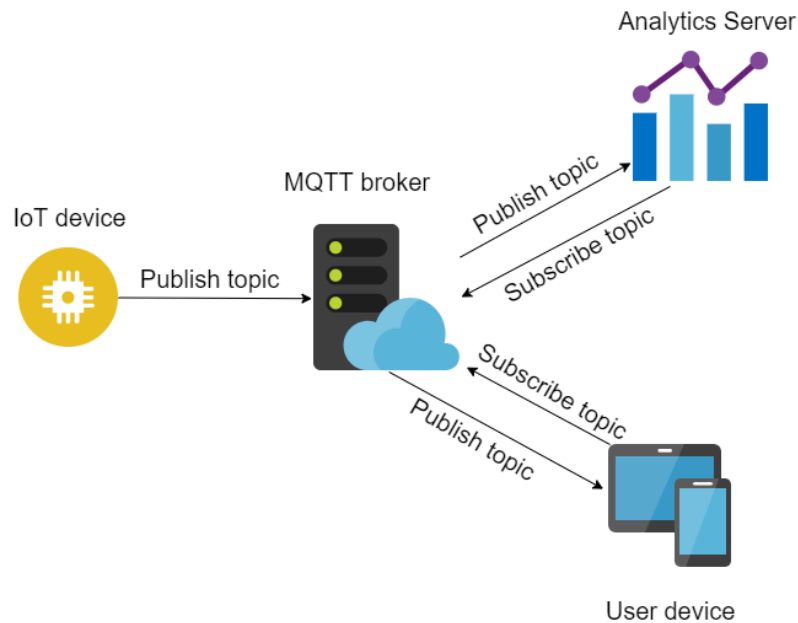 Analytics Server
MQTT broker
IoT device
Publish topic
Publish topic
Subscribe topic
Subscribe topic
Publish topic
User device